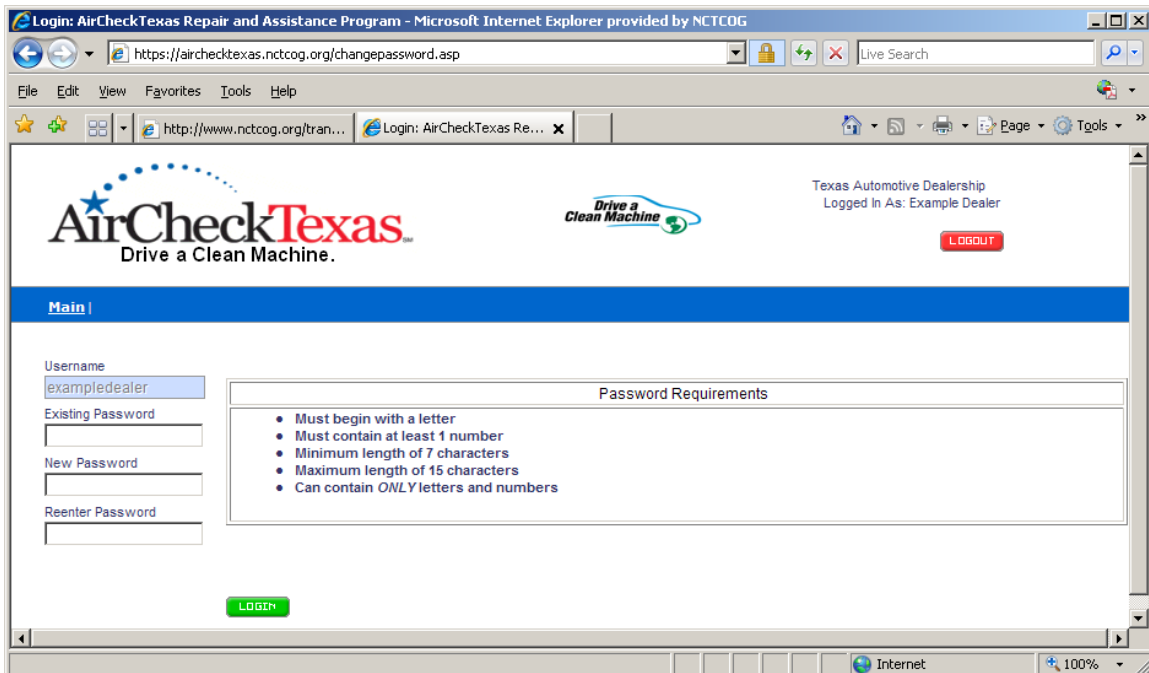 Login: AirCheckTexas Repair and Assistance Program - Microsoft Internet Explorer provided by NCTCOG
https://airchecktexas.nctcog.org/changepassword.asp
Live Search
File Edit View Favorites Tools Help
http://www.nctcog.org/tran...
Login: AirCheckTexas Re...
Page
Tools
AirCheckTexas
SM
Drive a Clean Machine.
Drive a
Clean Machine
Texas Automotive Dealership
Logged In As: Example Dealer
LOGOUT
Main |
Username
exampledealer
Existing Password
New Password
Reenter Password
Password Requirements
• Must begin with a letter
• Must contain at least 1 number
• Minimum length of 7 characters
• Maximum length of 15 characters
• Can contain ONLY letters and numbers
LOGIN
Internet
100%